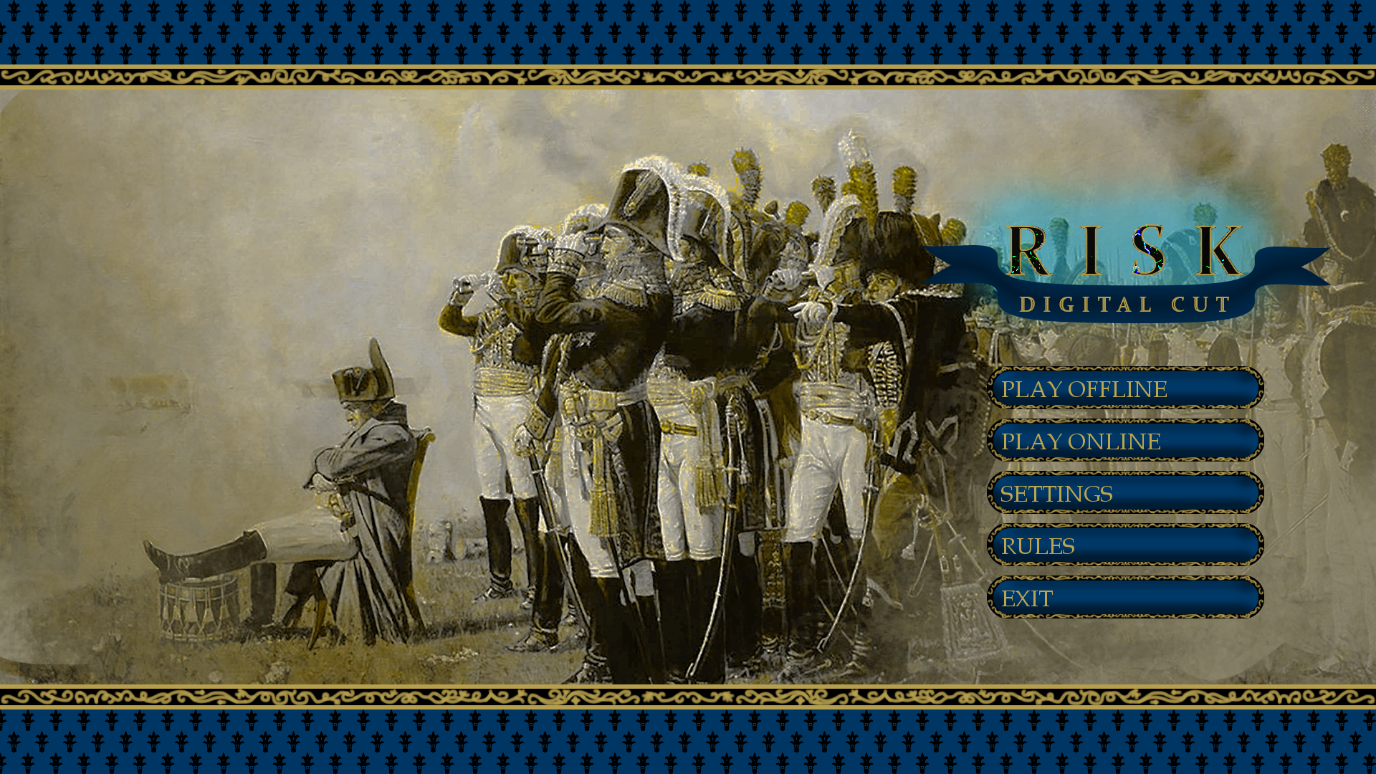 RISK
DIGITAL CUT
PLAY OFFLINE
PLAY ONLINE
SETTINGS
RULES
EXIT